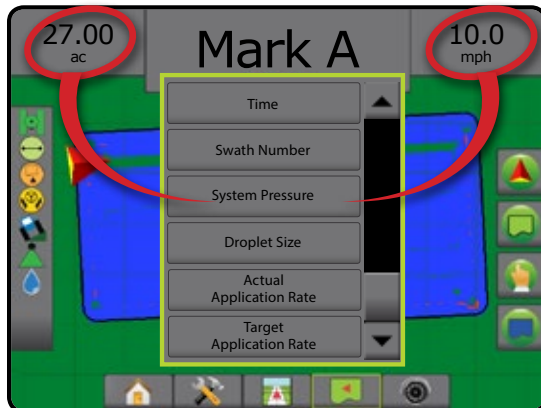 27.00
ac
Mark A
10.0
mph
Time
Swath Number
System Pressure
Droplet Size
Actual
Application Rate
Target
Application Rate